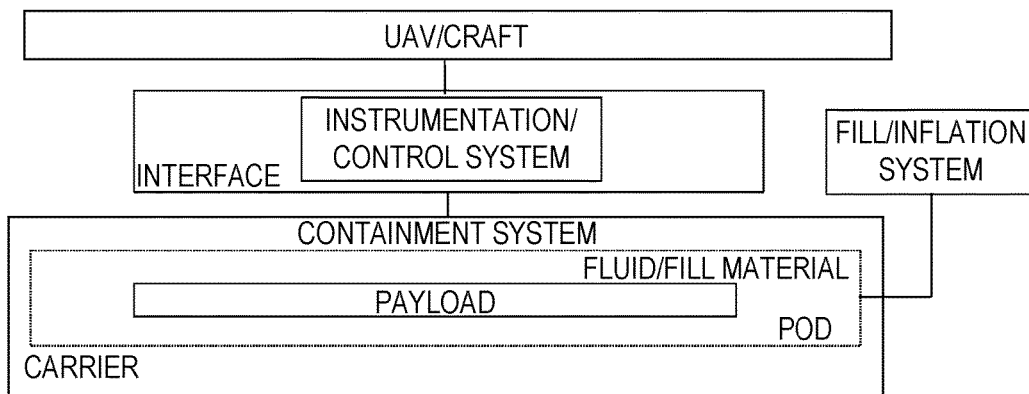 UAV/CRAFT
INSTRUMENTATION/
CONTROL SYSTEM
INTERFACE
FILL/INFLATION
SYSTEM
CONTAINMENT SYSTEM
FLUID/FILL MATERIAL
PAYLOAD
POD
CARRIER